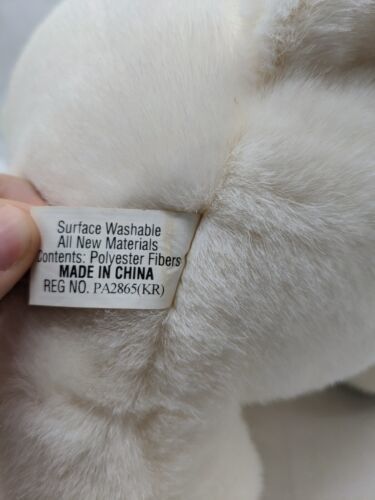 Surface Washable
All New Materials
Contents: Polyester Fibers
MADE IN CHINA
REG NO. PA2865(KR)